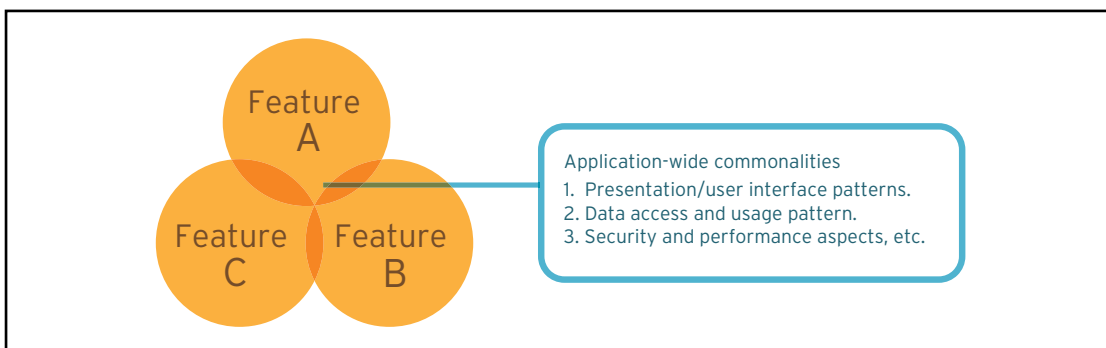 Feature
A
Feature
C
Feature
B
Application-wide commonalities
1. Presentation/user interface patterns.
2. Data access and usage pattern.
3. Security and performance aspects, etc.